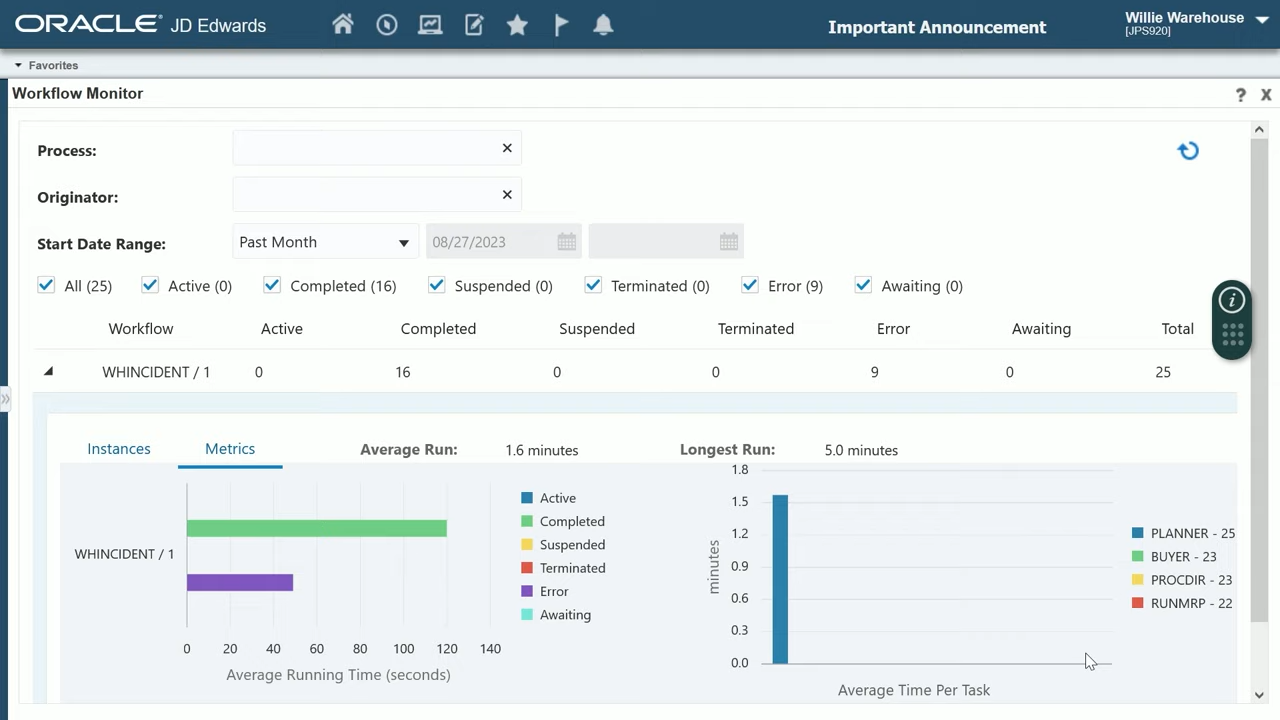 ORACLE JD Edwards
Important Announcement
Willie Warehouse
[JPS920]
Favorites
Workflow Monitor
? X
Process:
Originator:
Start Date Range: Past Month 08/27/2023
All (25) Active (0) Completed (16) Suspended (0) Terminated (0) Error (9) Awaiting (0)
Workflow Active Completed Suspended Terminated Error Awaiting Total
WHINCIDENT / 1 0 16 0 0 9 0 25
Instances Metrics Average Run: 1.6 minutes Longest Run: 5.0 minutes
WHINCIDENT / 1
0 20 40 60 80 100 120 140
Average Running Time (seconds)
Active
Completed
Suspended
Terminated
Error
Awaiting
minutes
1.8
1.5
1.2
0.9
0.6
0.3
0.0
Average Time Per Task
PLANNER - 25
BUYER - 23
PROCDIR - 23
RUNMRP - 22